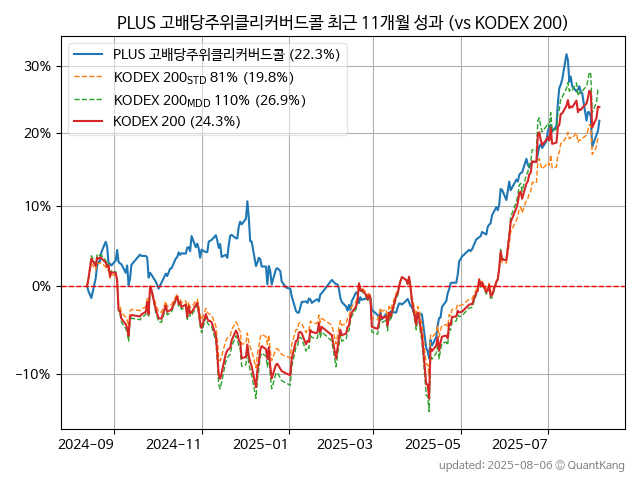 PLUS 고배당주위클리커버드콜 최근 11개월 성과 (vs KODEX 200)
PLUS 고배당주위클리커버드콜 (22.3%)
KODEX 200STD 81% (19.8%)
KODEX 200MDD 110% (26.9%)
KODEX 200 (24.3%)
30%
20%
10%
0%
−10%
2024-09 2024-11 2025-01 2025-03 2025-05 2025-07
updated: 2025-08-06 © QuantKang